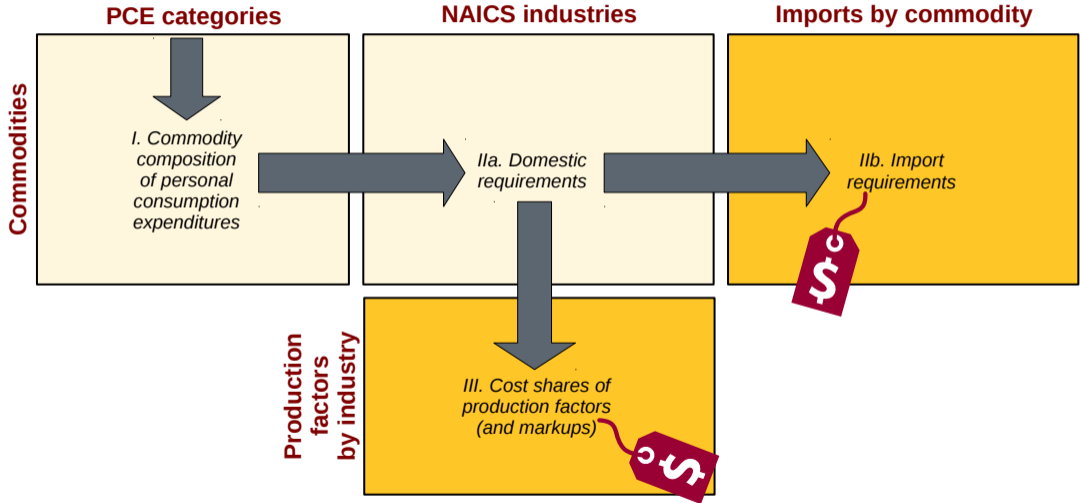 PCE categories
NAICS industries
Imports by commodity
Commodities
I. Commodity
composition
of personal
consumption
expenditures
IIa. Domestic
requirements
IIb. Import
requirements
$
Production
factors
by industry
III. Cost shares of
production factors
(and markups)
$